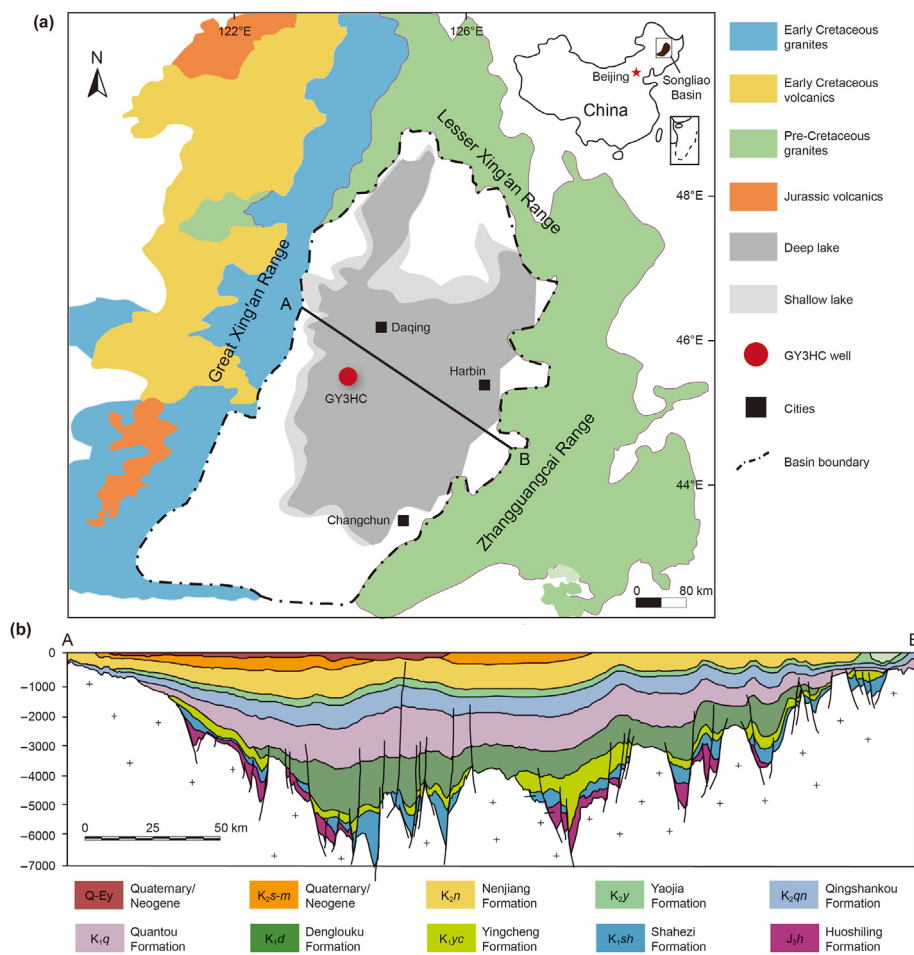 (a)
122°E
126°E
N
Beijing
Songliao
Basin
China
Lesser Xing'an Range
48°E
Great Xing'an Range
A
Daqing
46°E
Harbin
GY3HC
B
Zhangguangcai Range
44°E
Changchun
0 80 km
Early Cretaceous
granites
Early Cretaceous
volcanics
Pre-Cretaceous
granites
Jurassic volcanics
Deep lake
Shallow lake
GY3HC well
Cities
Basin boundary
(b)
A
B
0
−1000
−2000
−3000
−4000
−5000
−6000
−7000
0 25 50 km
Q-Ey Quaternary/
Neogene
K₂s-m Quaternary/
Neogene
K₂n Nenjiang
Formation
K₂y Yaojia
Formation
K₂qn Qingshankou
Formation
K₁q Quantou
Formation
K₁d Denglouku
Formation
K₁yc Yingcheng
Formation
K₁sh Shahezi
Formation
J₃h Huoshiling
Formation